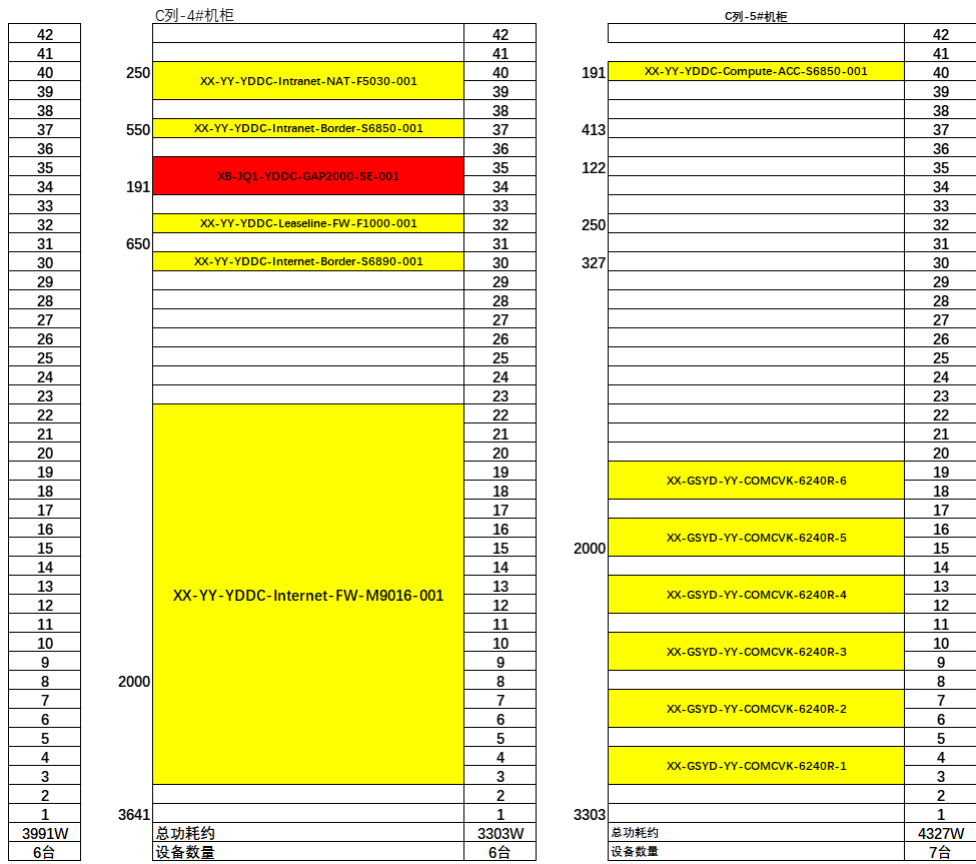 C列-4#机柜 C列-5#机柜
42 42 42
41 41 41
40 250 XX-YY-YDDC-Intranet-NAT-F5030-001 40 191 XX-YY-YDDC-Compute-ACC-S6850-001 40
39 39 39
38 38 38
37 550 XX-YY-YDDC-Intranet-Border-S6850-001 37 413 37
36 36 36
35 XB-JQ1-YDDC-GAP2000-SE-001 35 122 35
34 191 34 34
33 33 33
32 XX-YY-YDDC-Leaseline-FW-F1000-001 32 250 32
31 650 31 31
30 XX-YY-YDDC-Internet-Border-S6890-001 30 327 30
29 29 29
28 28 28
27 27 27
26 26 26
25 25 25
24 24 24
23 23 23
22 22 22
21 21 21
20 20 20
19 19 XX-GSYD-YY-COMCVK-6240R-6 19
18 18 18
17 17 17
16 16 XX-GSYD-YY-COMCVK-6240R-5 16
15 15 2000 15
14 14 14
13 13 XX-GSYD-YY-COMCVK-6240R-4 13
12 XX-YY-YDDC-Internet-FW-M9016-001 12 12
11 11 11
10 10 XX-GSYD-YY-COMCVK-6240R-3 10
9 9 9
8 2000 8 8
7 7 XX-GSYD-YY-COMCVK-6240R-2 7
6 6 6
5 5 5
4 4 XX-GSYD-YY-COMCVK-6240R-1 4
3 3 3
2 2 2
1 3641 1 3303 1
3991W 总功耗约 3303W 总功耗约 4327W
6台 设备数量 6台 设备数量 7台